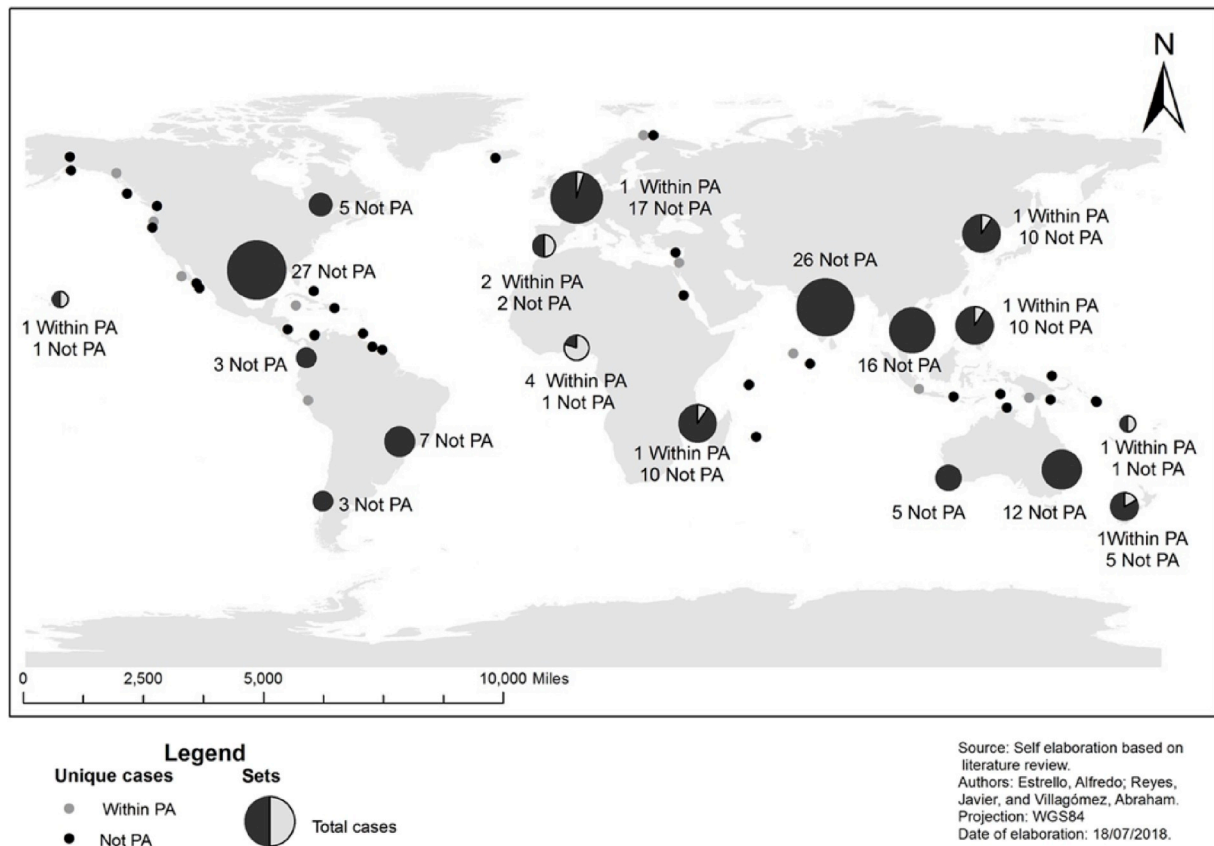 N
1 Within PA
17 Not PA
5 Not PA
1 Within PA
10 Not PA
27 Not PA
26 Not PA
2 Within PA
2 Not PA
1 Within PA
1 Not PA
1 Within PA
10 Not PA
3 Not PA
16 Not PA
4 Within PA
1 Not PA
7 Not PA
1 Within PA
10 Not PA
1 Within PA
1 Not PA
3 Not PA
5 Not PA
12 Not PA
1Within PA
5 Not PA
0 2,500 5,000 10,000 Miles
Legend
Unique cases
Within PA
Not PA
Sets
Total cases
Source: Self elaboration based on
literature review.
Authors: Estrello, Alfredo; Reyes,
Javier, and Villagómez, Abraham.
Projection: WGS84
Date of elaboration: 18/07/2018.